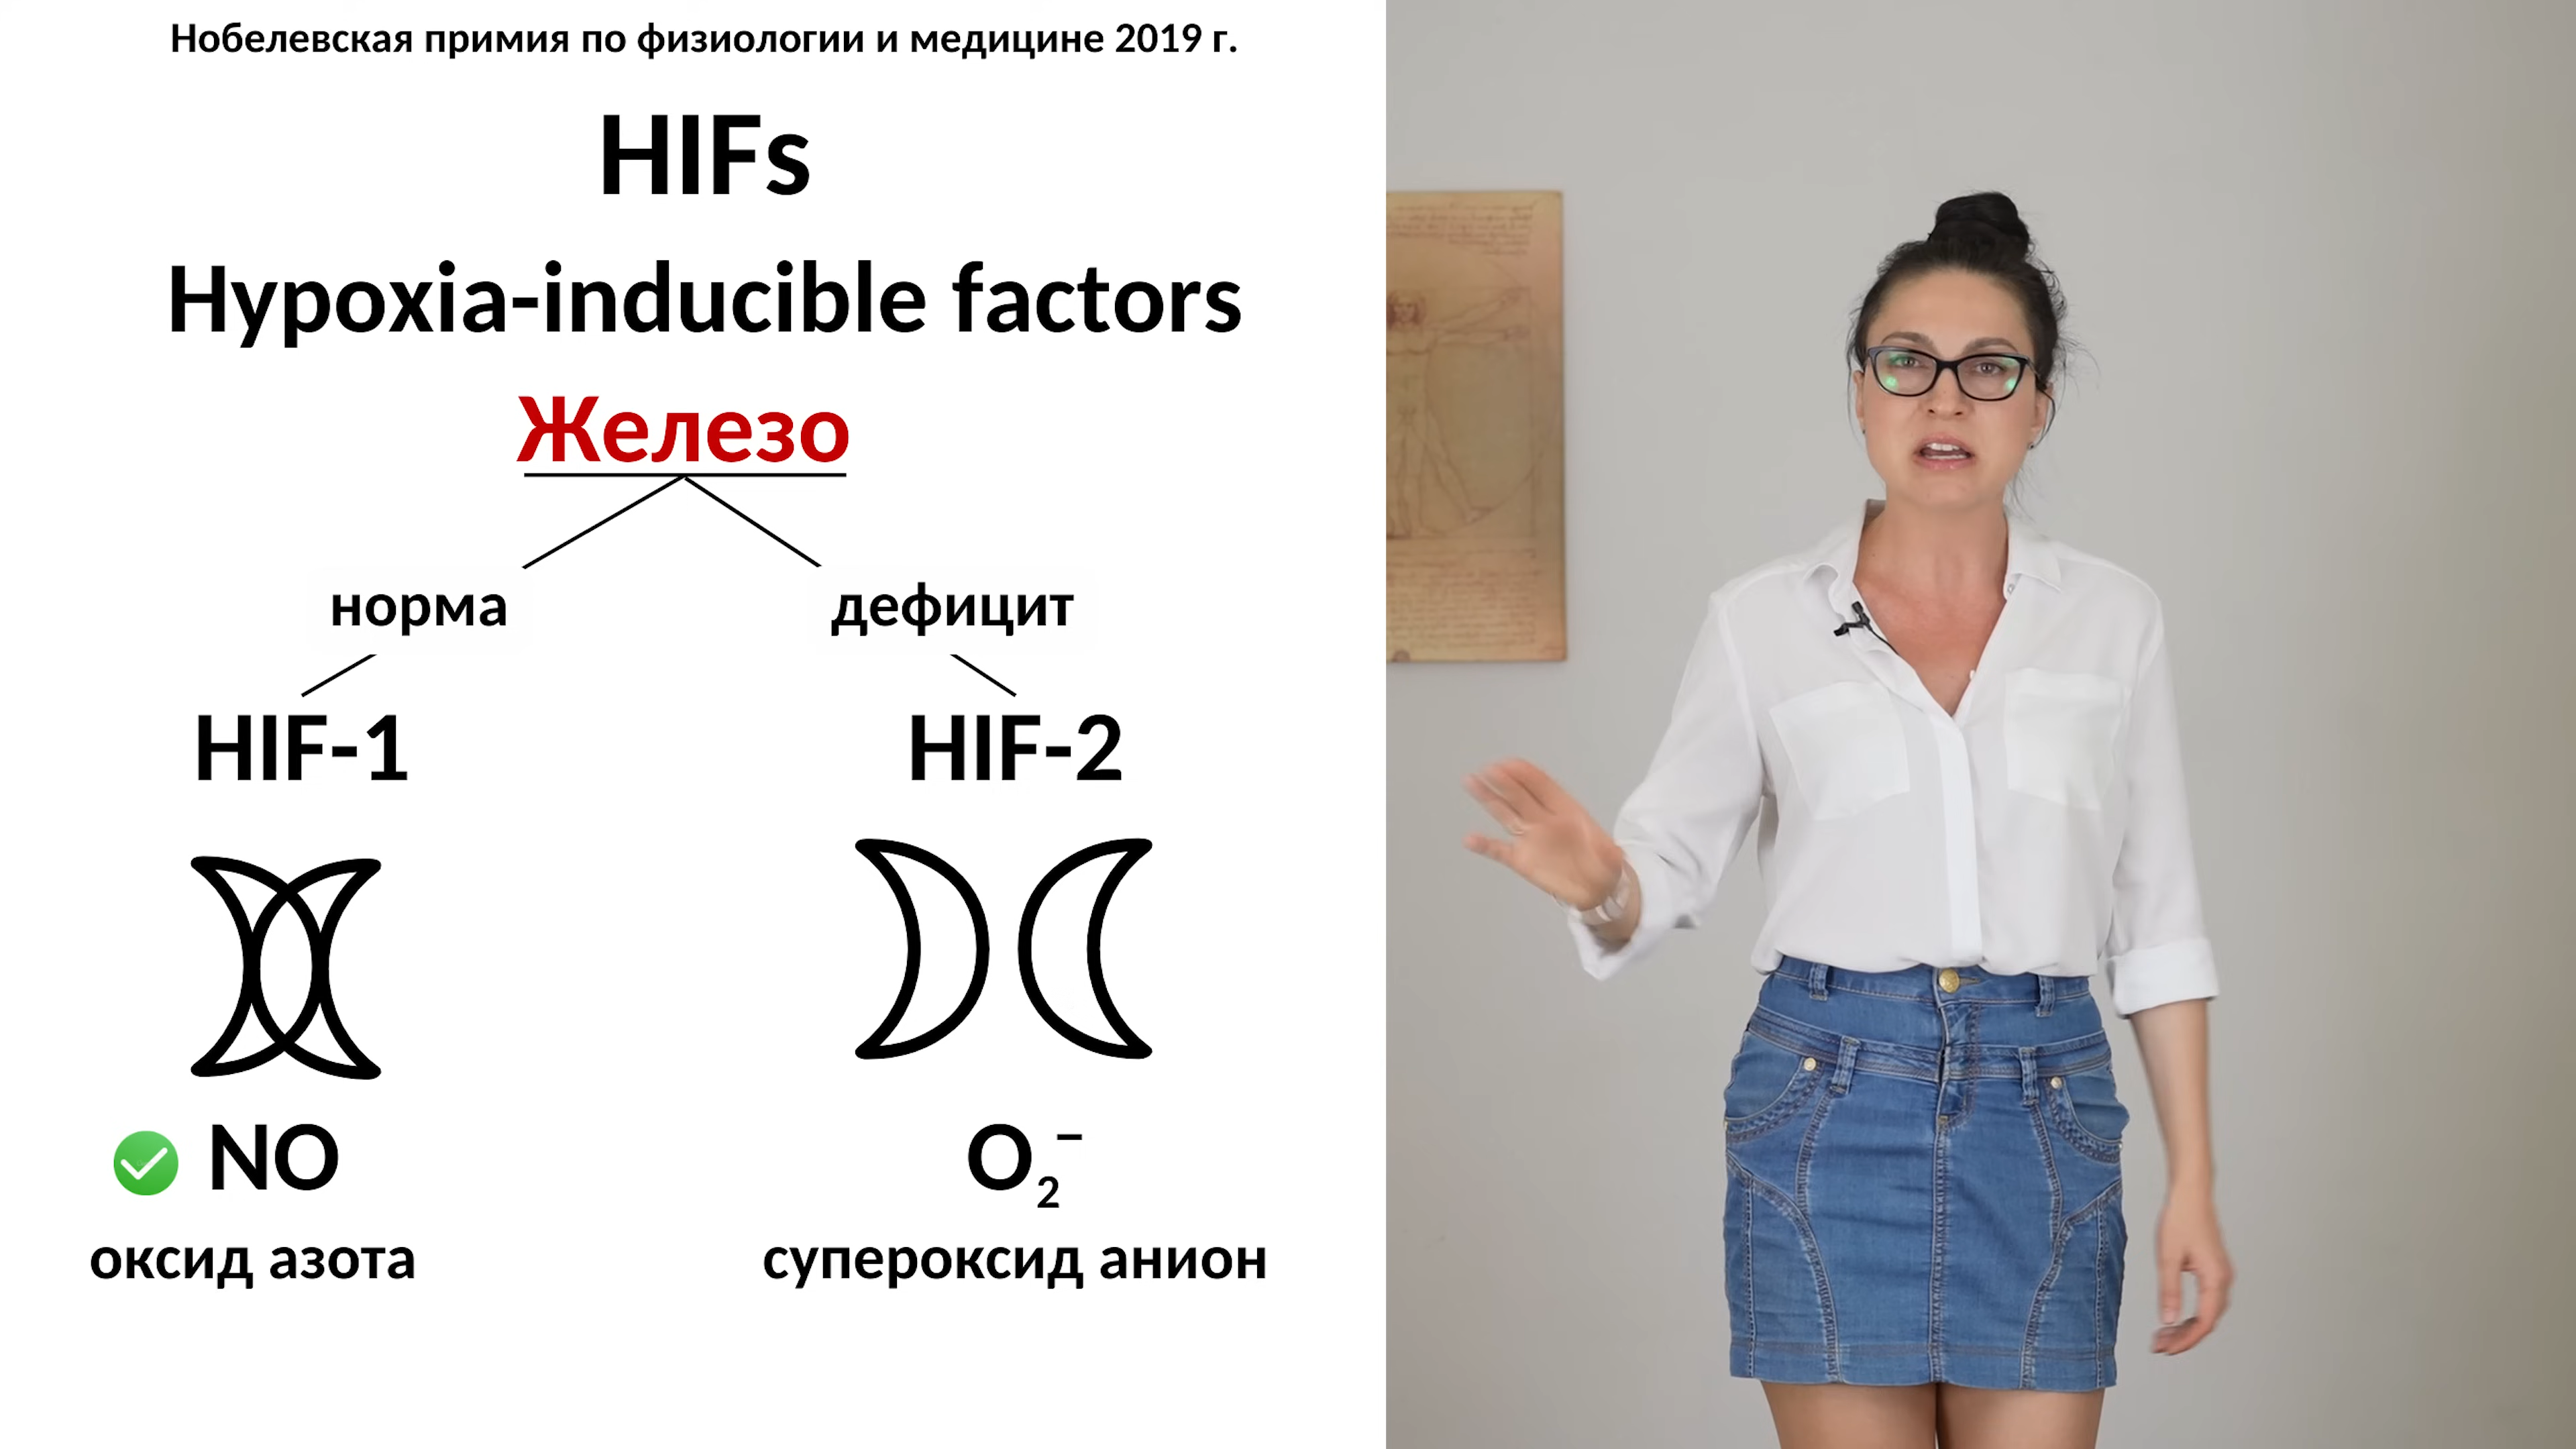 Нобелевская примия по физиологии и медицине 2019 г.
HIFs
Hypoxia-inducible factors
Железо
норма дефицит
HIF-1 HIF-2
NO O₂⁻
оксид азота супероксид анион